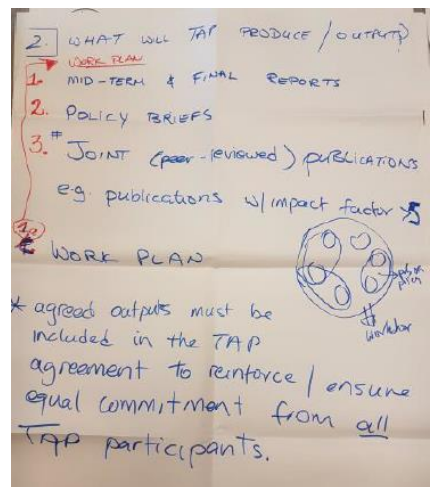 2. WHAT WILL TAP PRODUCE / OUTPUTS?
WORK PLAN
1. MID-TERM & FINAL REPORTS
2. POLICY BRIEFS
3. # JOINT (peer-reviewed) PUBLICATIONS
e.g. publications w/ impact factor >5
1a
WORK PLAN
* agreed outputs must be
included in the TAP
agreement to reinforce / ensure
equal commitment from all
TAP participants.